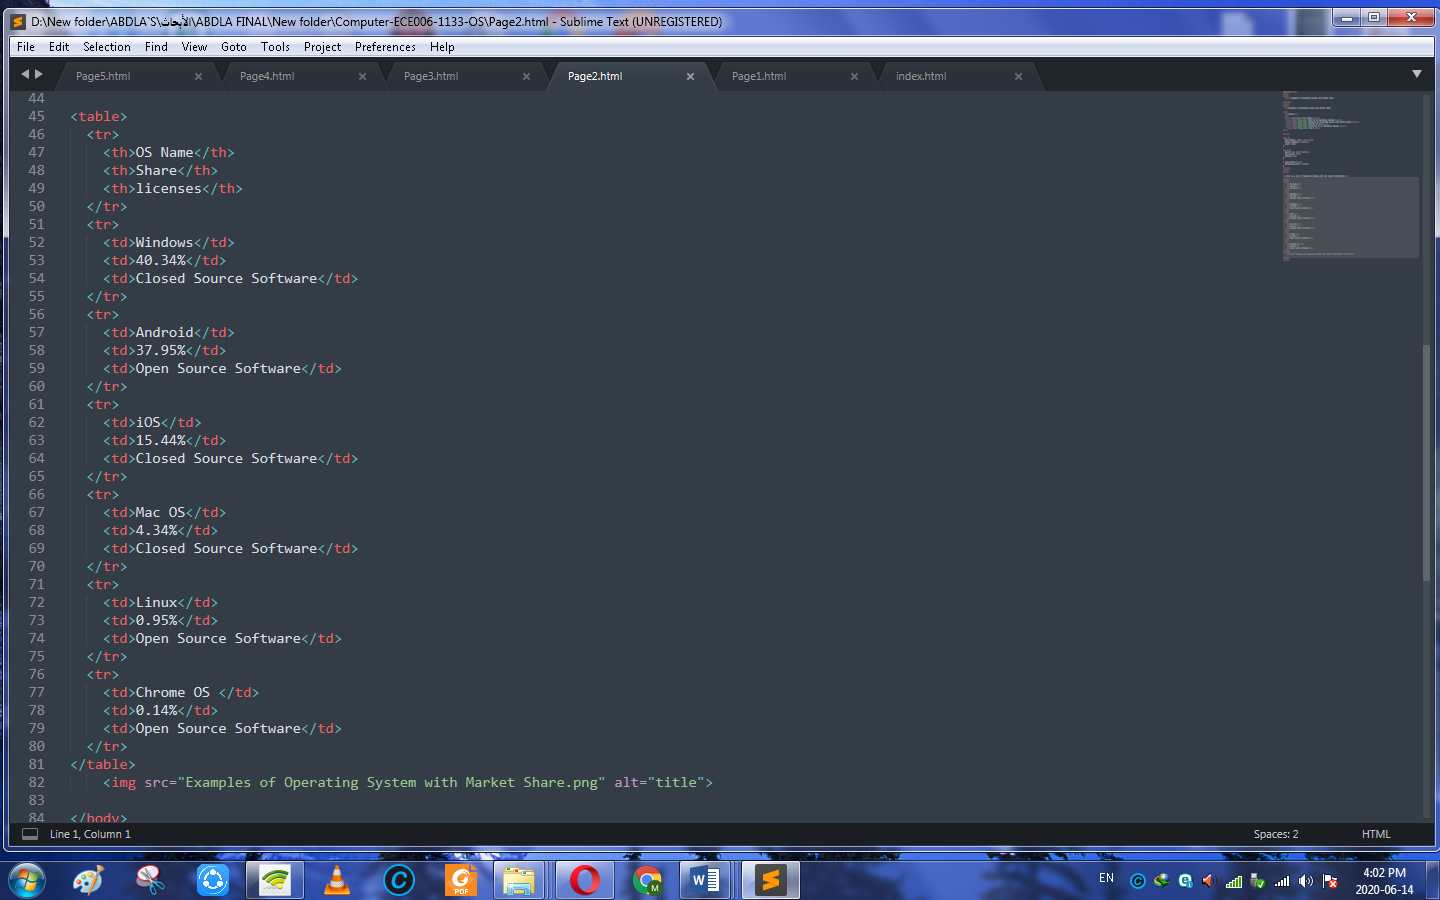 D:\New folder\ABDLA`S\الأبحاث\ABDLA FINAL\New folder\Computer-ECE006-1133-OS\Page2.html - Sublime Text (UNREGISTERED)
File Edit Selection Find View Goto Tools Project Preferences Help
Page5.html Page4.html Page3.html Page2.html Page1.html index.html
44
45 <table>
46 <tr>
47 <th>OS Name</th>
48 <th>Share</th>
49 <th>licenses</th>
50 </tr>
51 <tr>
52 <td>Windows</td>
53 <td>40.34%</td>
54 <td>Closed Source Software</td>
55 </tr>
56 <tr>
57 <td>Android</td>
58 <td>37.95%</td>
59 <td>Open Source Software</td>
60 </tr>
61 <tr>
62 <td>iOS</td>
63 <td>15.44%</td>
64 <td>Closed Source Software</td>
65 </tr>
66 <tr>
67 <td>Mac OS</td>
68 <td>4.34%</td>
69 <td>Closed Source Software</td>
70 </tr>
71 <tr>
72 <td>Linux</td>
73 <td>0.95%</td>
74 <td>Open Source Software</td>
75 </tr>
76 <tr>
77 <td>Chrome OS </td>
78 <td>0.14%</td>
79 <td>Open Source Software</td>
80 </tr>
81 </table>
82 <img src="Examples of Operating System with Market Share.png" alt="title">
83
84 </body>
Line 1, Column 1 Spaces: 2 HTML
PDF
M
W
EN
4:02 PM
2020-06-14